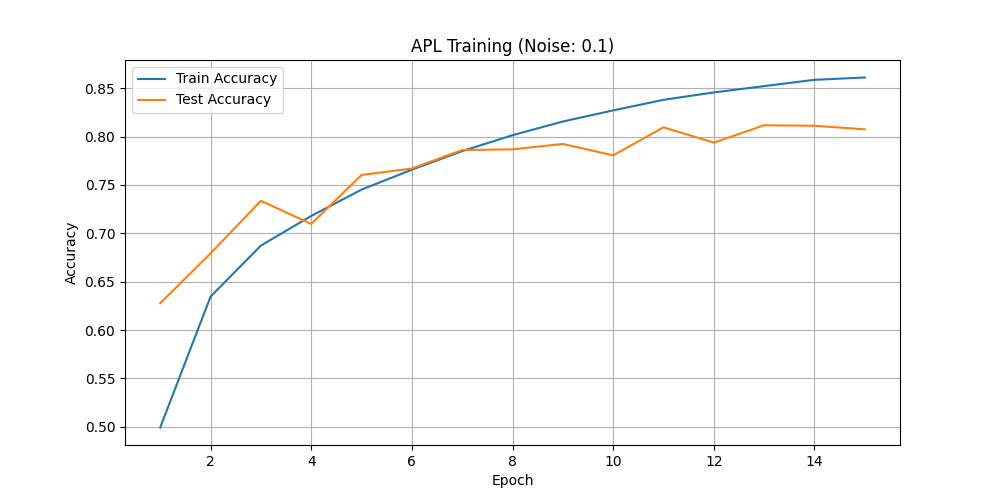 APL Training (Noise: 0.1)
Train Accuracy
Test Accuracy
Accuracy
0.85
0.80
0.75
0.70
0.65
0.60
0.55
0.50
2 4 6 8 10 12 14
Epoch